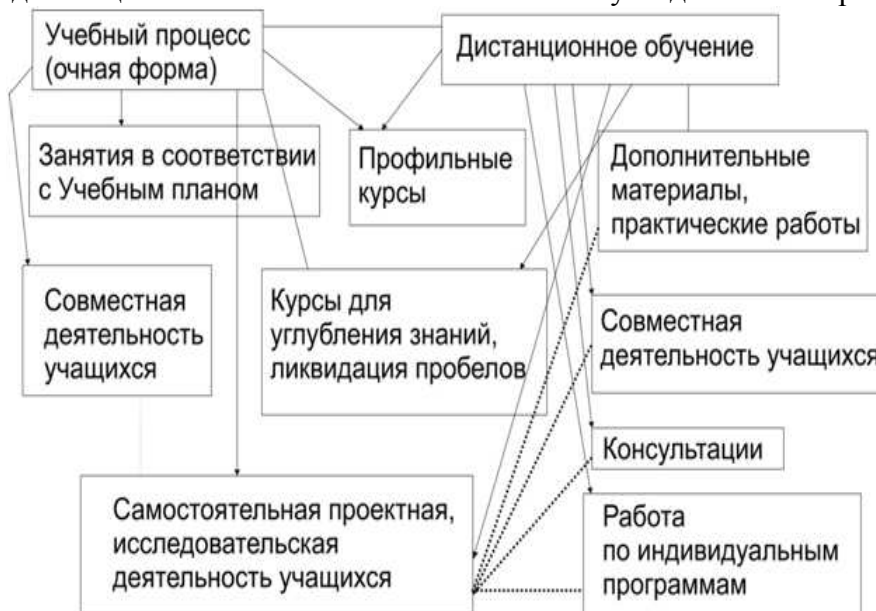 Учебный процесс
(очная форма)
Дистанционное обучение
Занятия в соответствии
с Учебным планом
Профильные
курсы
Дополнительные
материалы,
практические работы
Совместная
деятельность
учащихся
Курсы для
углубления знаний,
ликвидация пробелов
Совместная
деятельность учащихся
Консультации
Самостоятельная проектная,
исследовательская
деятельность учащихся
Работа
по индивидуальным
программам